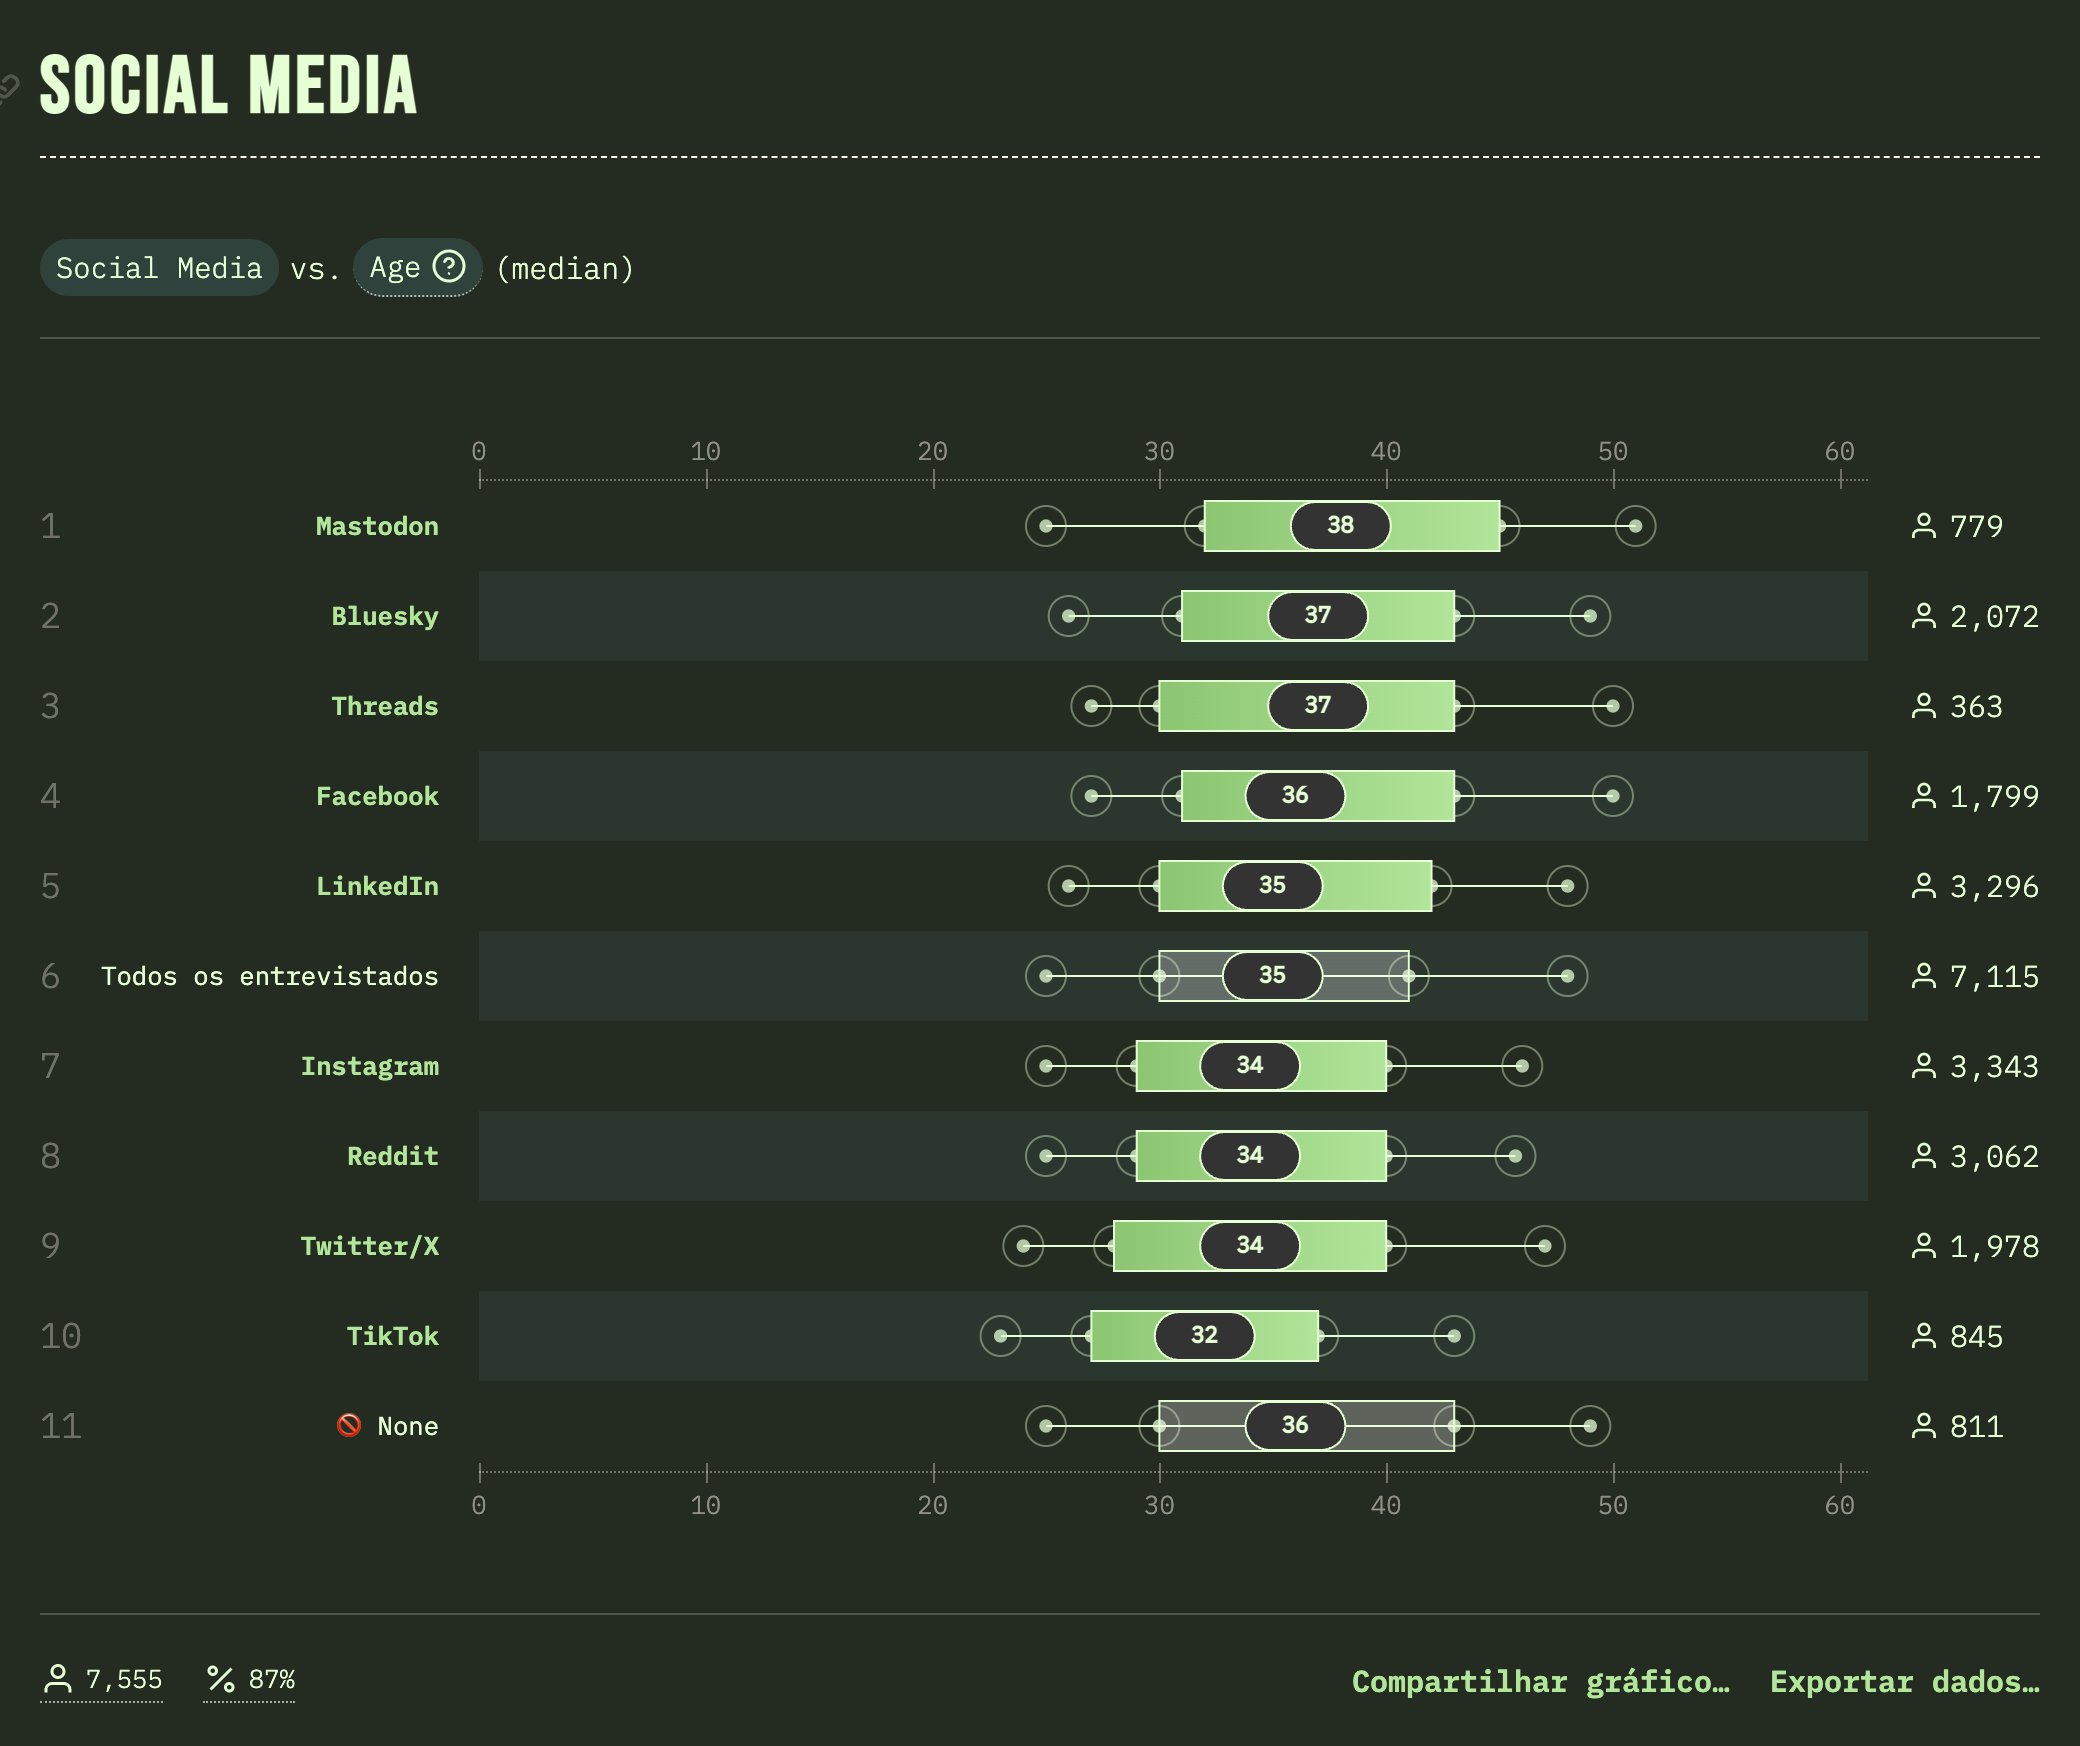 SOCIAL MEDIA
Social Media vs. Age (median)
0 10 20 30 40 50 60
1 Mastodon 38 779
2 Bluesky 37 2,072
3 Threads 37 363
4 Facebook 36 1,799
5 LinkedIn 35 3,296
6 Todos os entrevistados 35 7,115
7 Instagram 34 3,343
8 Reddit 34 3,062
9 Twitter/X 34 1,978
10 TikTok 32 845
11 🚫 None 36 811
0 10 20 30 40 50 60
7,555 87% Compartilhar gráfico… Exportar dados…